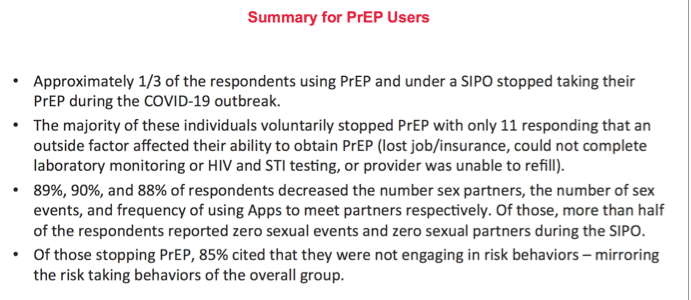 Summary for PrEP Users
• Approximately 1/3 of the respondents using PrEP and under a SIPO stopped taking their
PrEP during the COVID-19 outbreak.
• The majority of these individuals voluntarily stopped PrEP with only 11 responding that an
outside factor affected their ability to obtain PrEP (lost job/insurance, could not complete
laboratory monitoring or HIV and STI testing, or provider was unable to refill).
• 89%, 90%, and 88% of respondents decreased the number sex partners, the number of sex
events, and frequency of using Apps to meet partners respectively. Of those, more than half
of the respondents reported zero sexual events and zero sexual partners during the SIPO.
• Of those stopping PrEP, 85% cited that they were not engaging in risk behaviors – mirroring
the risk taking behaviors of the overall group.